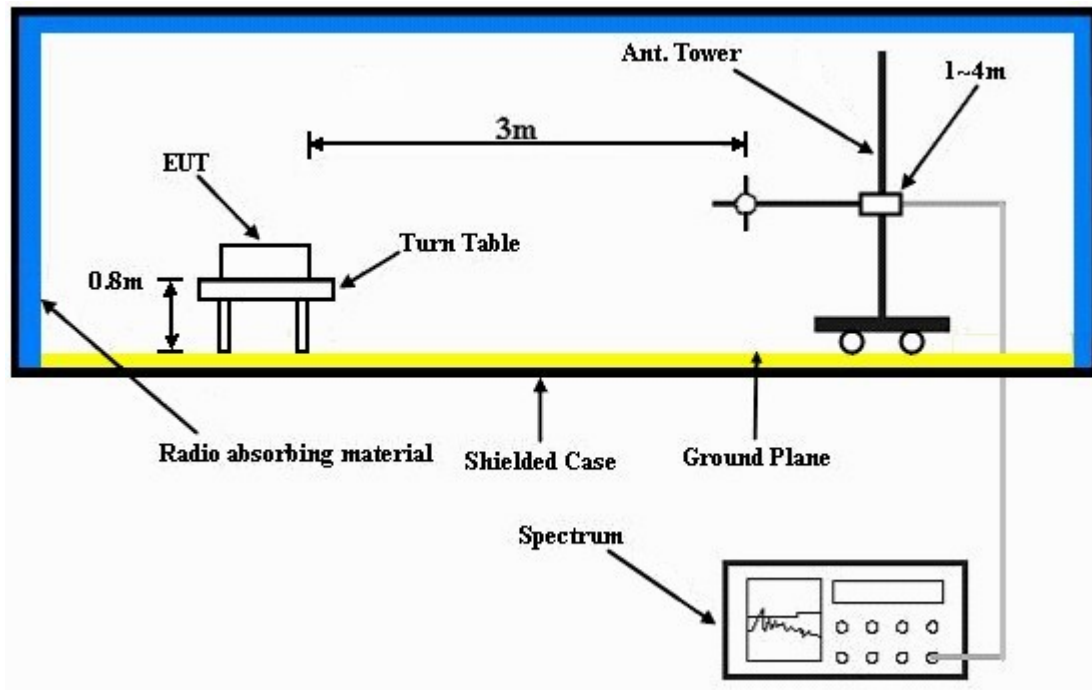 Ant. Tower
1~4m
3m
EUT
Turn Table
0.8m
Radio absorbing material
Shielded Case
Ground Plane
Spectrum